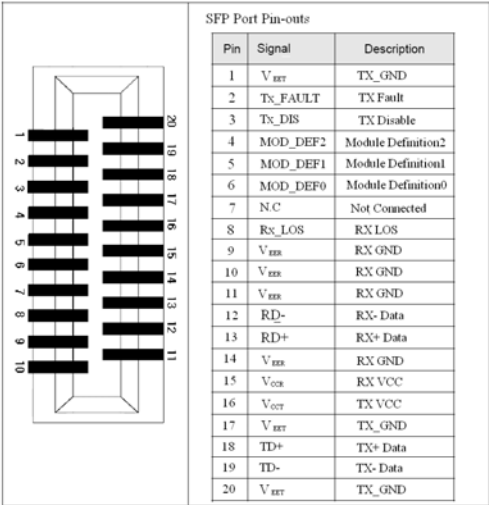 SFP Port Pin-outs
Pin Signal Description
1 VEET TX_GND
2 Tx_FAULT TX Fault
3 Tx_DIS TX Disable
4 MOD_DEF2 Module Definition2
5 MOD_DEF1 Module Definition1
6 MOD_DEF0 Module Definition0
7 N.C Not Connected
8 Rx_LOS RX LOS
9 VEER RX GND
10 VEER RX GND
11 VEER RX GND
12 RD- RX- Data
13 RD+ RX+ Data
14 VEER RX GND
15 VCCR RX VCC
16 VCCT TX VCC
17 VEET TX_GND
18 TD+ TX+ Data
19 TD- TX- Data
20 VEET TX_GND
1
2
3
4
5
6
7
8
9
10
20
19
18
17
16
15
14
13
12
11